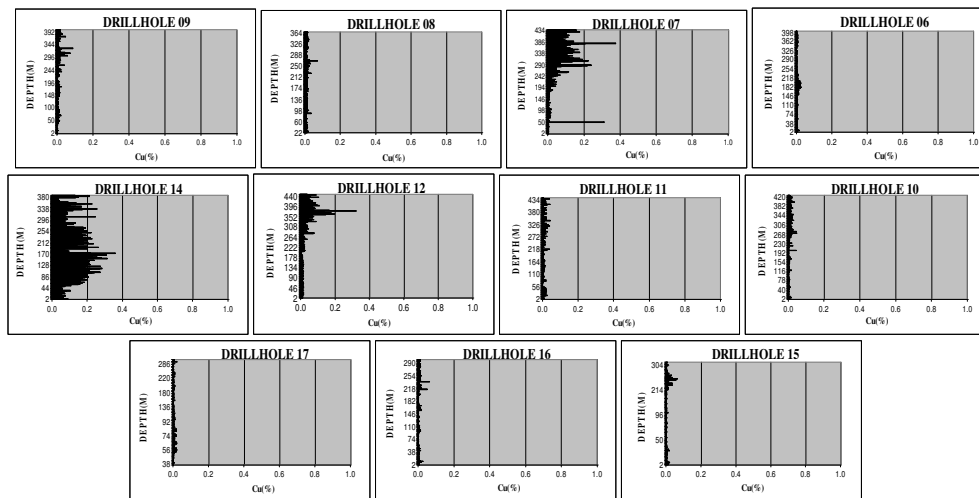 DRILLHOLE 09
DEPTH(M)
392
344
296
244
196
148
100
50
2
0.0 0.2 0.4 0.6 0.8 1.0
Cu(%)
DRILLHOLE 08
DEPTH(M)
364
328
288
250
212
174
136
98
60
22
0.0 0.2 0.4 0.6 0.8 1.0
Cu(%)
DRILLHOLE 07
DEPTH(M)
434
386
338
290
242
194
146
98
50
2
0.0 0.2 0.4 0.6 0.8 1.0
Cu(%)
DRILLHOLE 06
DEPTH(M)
398
362
326
290
254
218
182
146
110
74
38
2
0.0 0.2 0.4 0.6 0.8 1.0
Cu(%)
DRILLHOLE 14
DEPTH(M)
380
338
296
254
212
170
128
86
44
2
0.0 0.2 0.4 0.6 0.8 1.0
Cu(%)
DRILLHOLE 12
DEPTH(M)
440
396
352
308
264
220
178
134
90
46
2
0.0 0.2 0.4 0.6 0.8 1.0
Cu(%)
DRILLHOLE 11
DEPTH(M)
434
380
326
272
218
164
110
56
2
0.0 0.2 0.4 0.6 0.8 1.0
Cu(%)
DRILLHOLE 10
DEPTH(M)
420
382
344
306
268
230
192
154
116
78
40
2
0.0 0.2 0.4 0.6 0.8 1.0
Cu(%)
DRILLHOLE 17
DEPTH(M)
286
220
180
136
92
74
56
38
0.0 0.2 0.4 0.6 0.8 1.0
Cu(%)
DRILLHOLE 16
DEPTH(M)
290
254
218
182
146
110
74
38
2
0.0 0.2 0.4 0.6 0.8 1.0
Cu(%)
DRILLHOLE 15
DEPTH(M)
304
214
96
50
2
0.0 0.2 0.4 0.6 0.8 1.0
Cu(%)